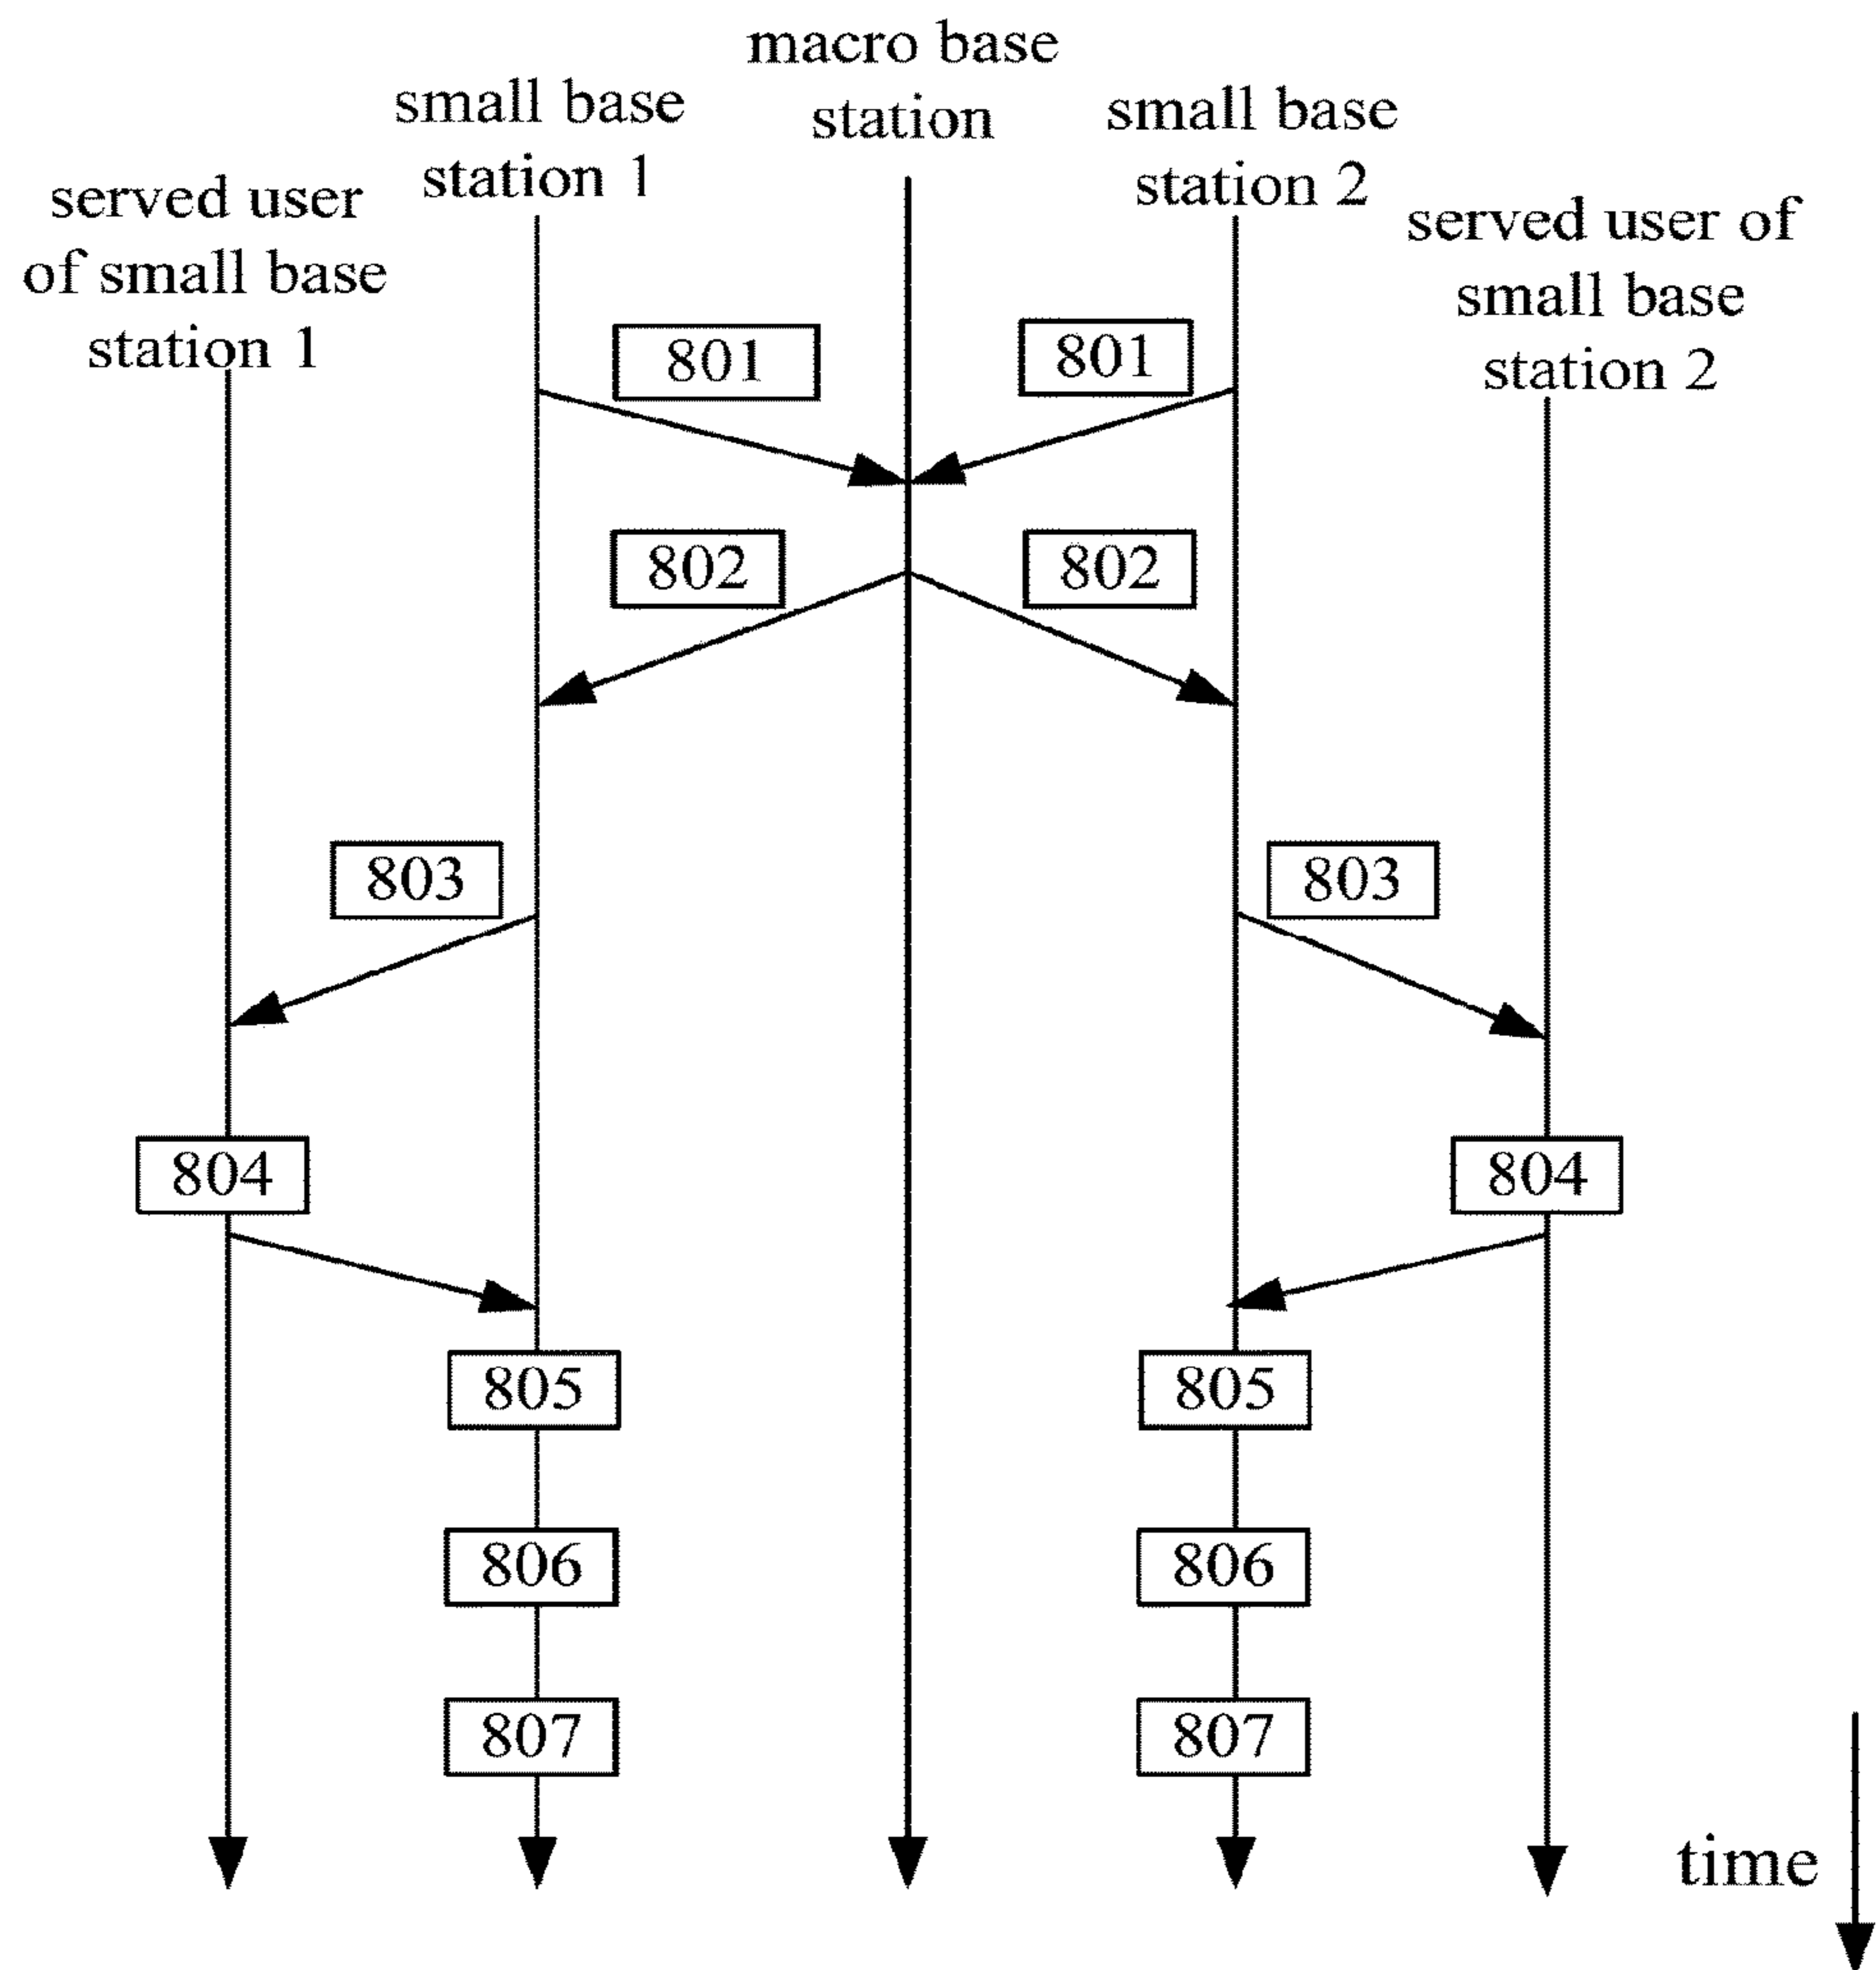 macro base
station
small base
station 1
small base
station 2
served user
of small base
station 1
served user of
small base
station 2
801
801
802
802
803
803
804
804
805
805
806
806
807
807
time